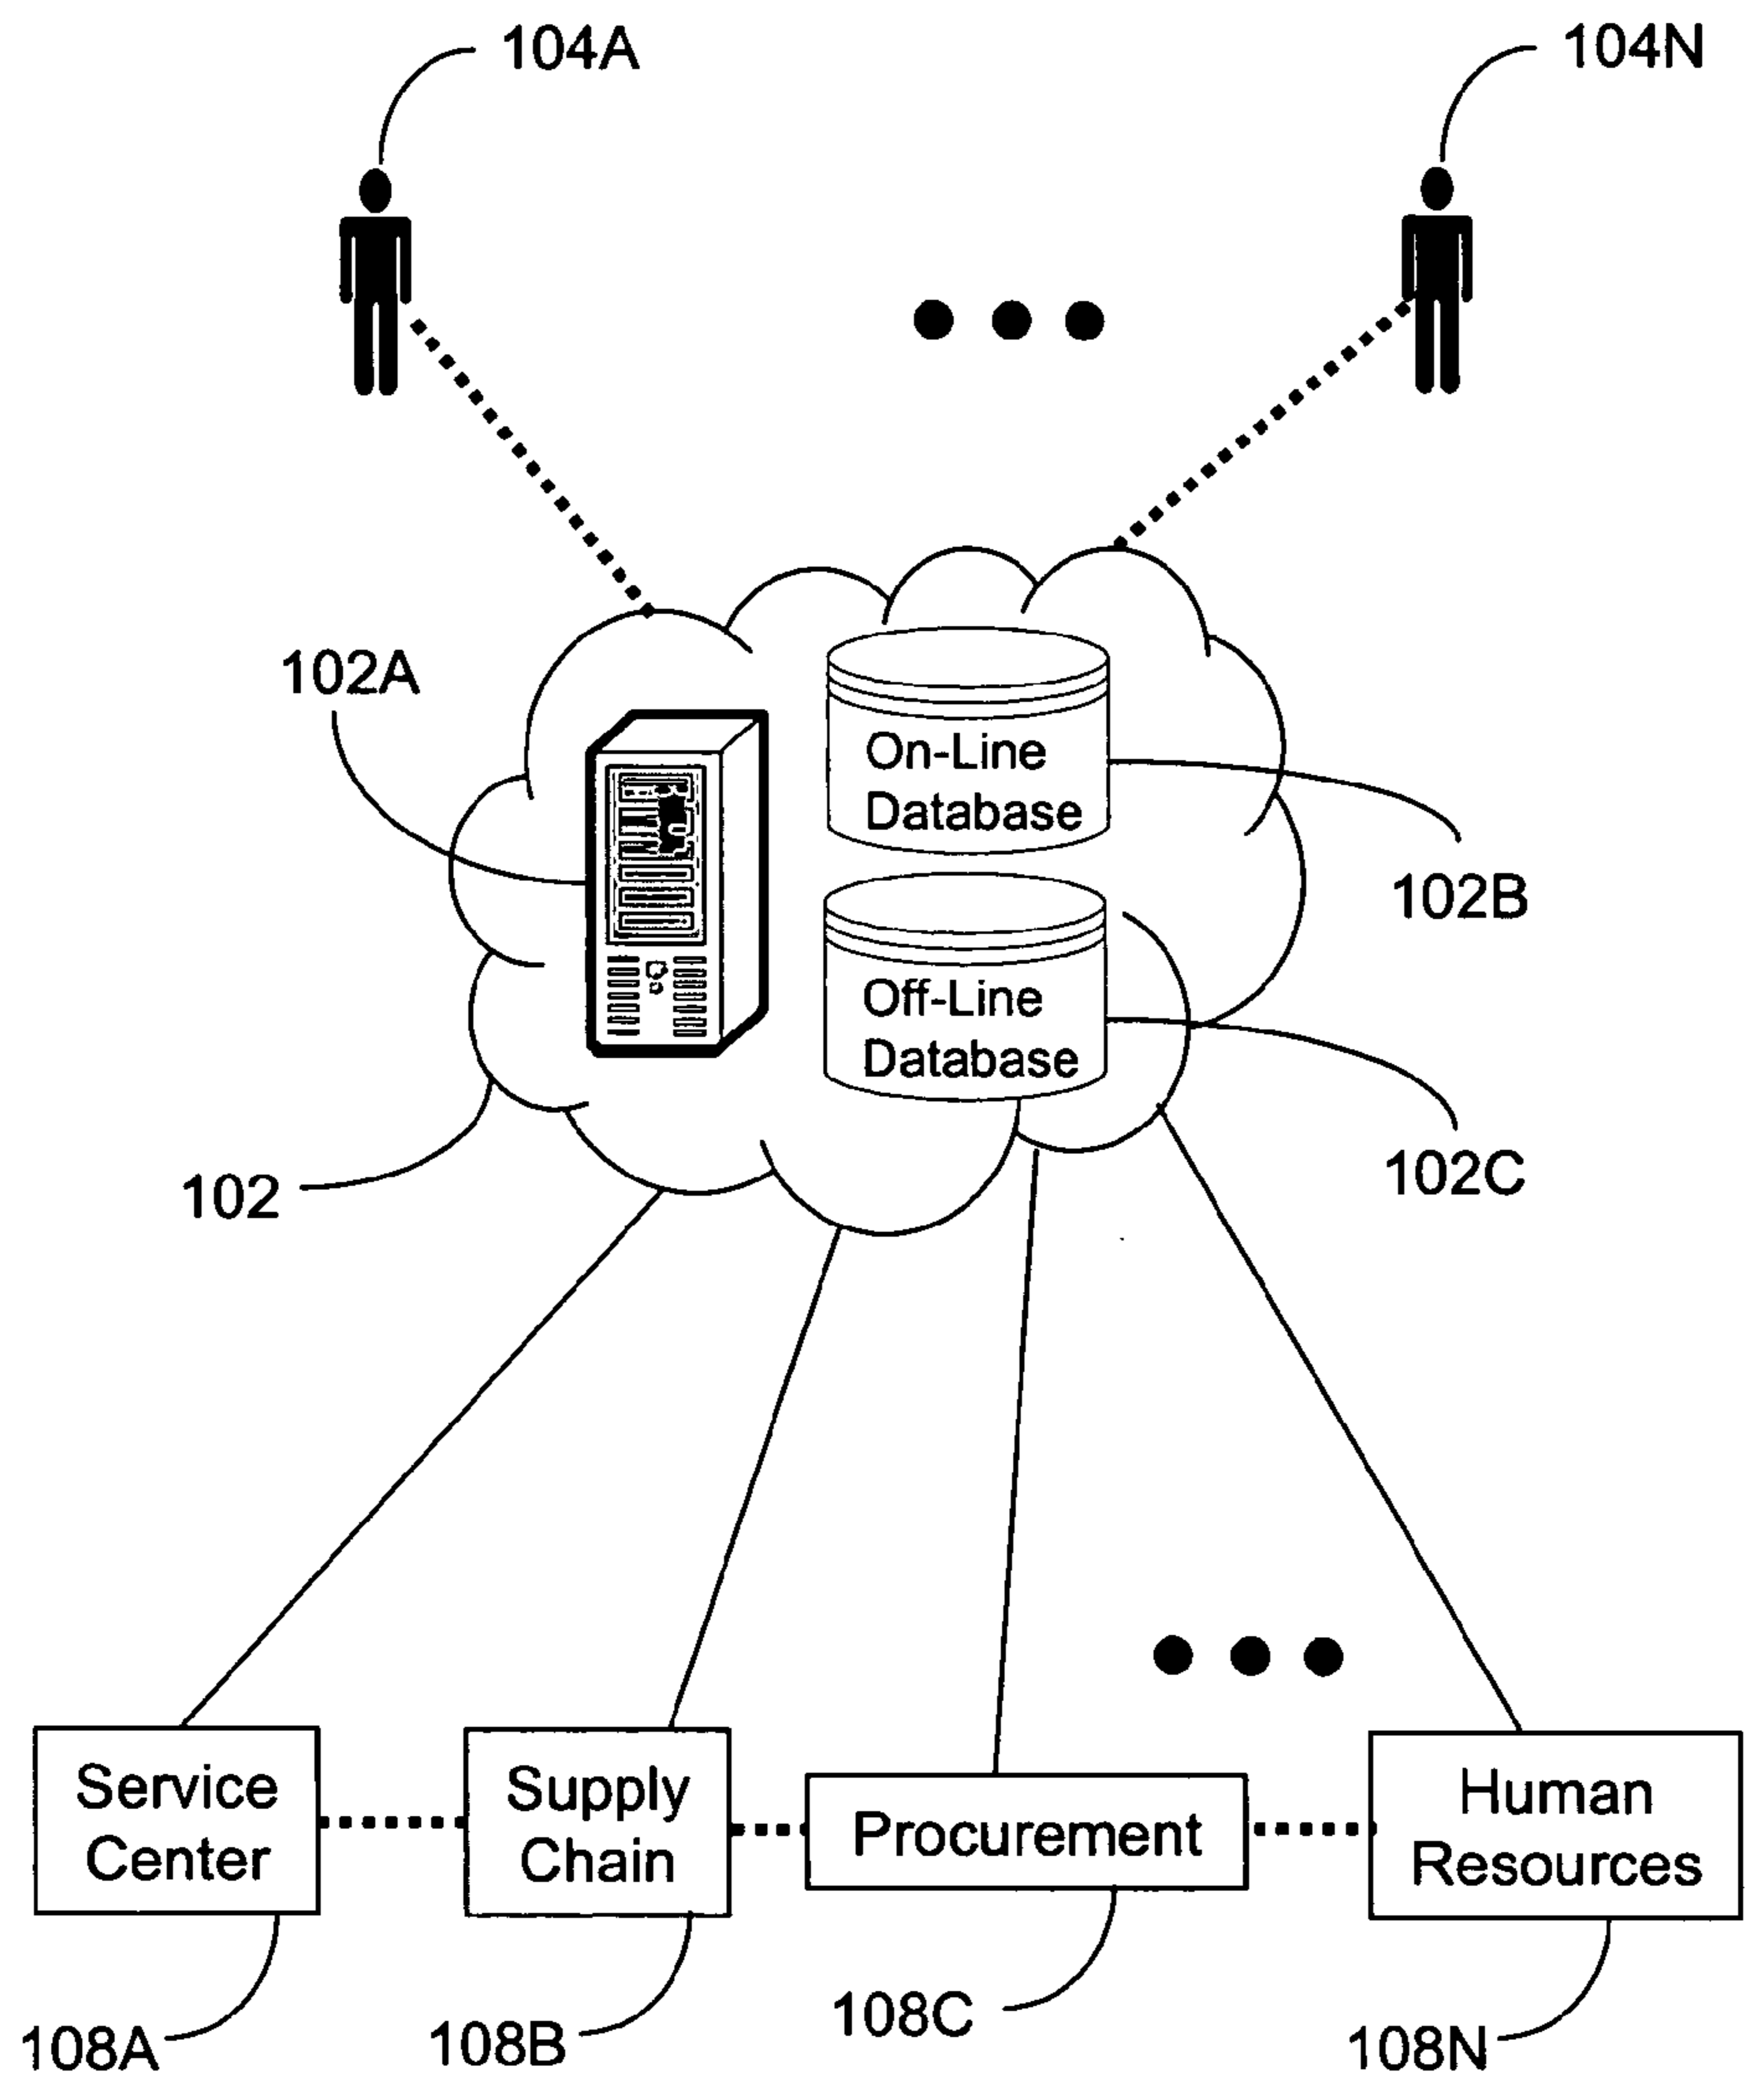 104A
104N
102A
On-Line
Database
102B
Off-Line
Database
102C
102
Service
Center
Supply
Chain
Procurement
Human
Resources
108A
108B
108C
108N